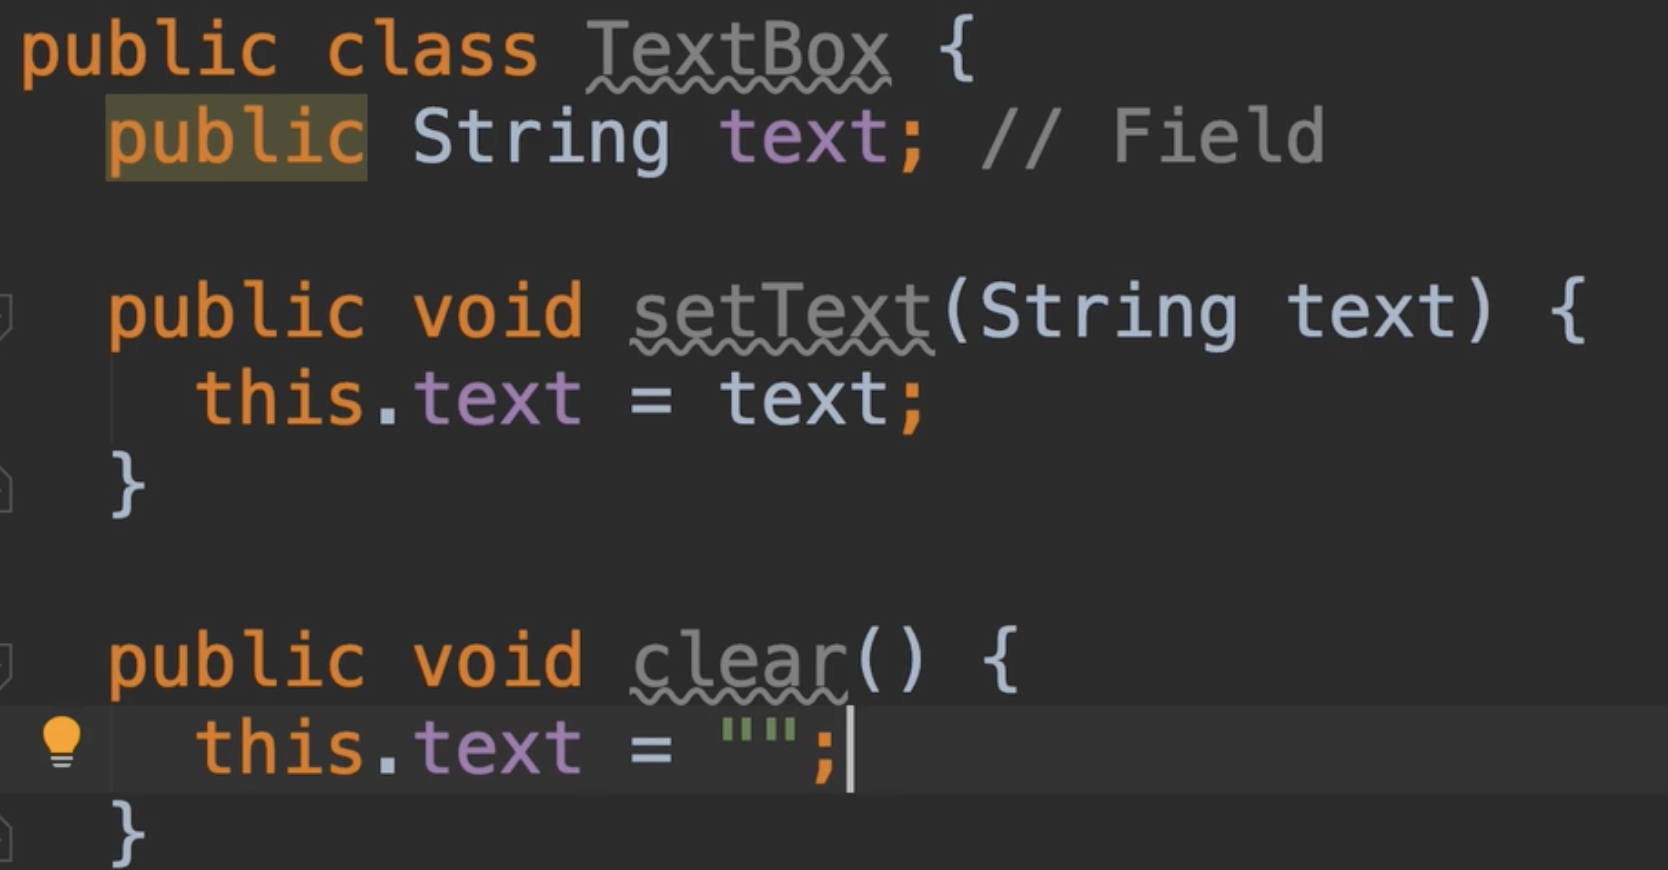 public class TextBox {
  public String text; // Field

  public void setText(String text) {
    this.text = text;
  }

  public void clear() {
    this.text = "";
  }